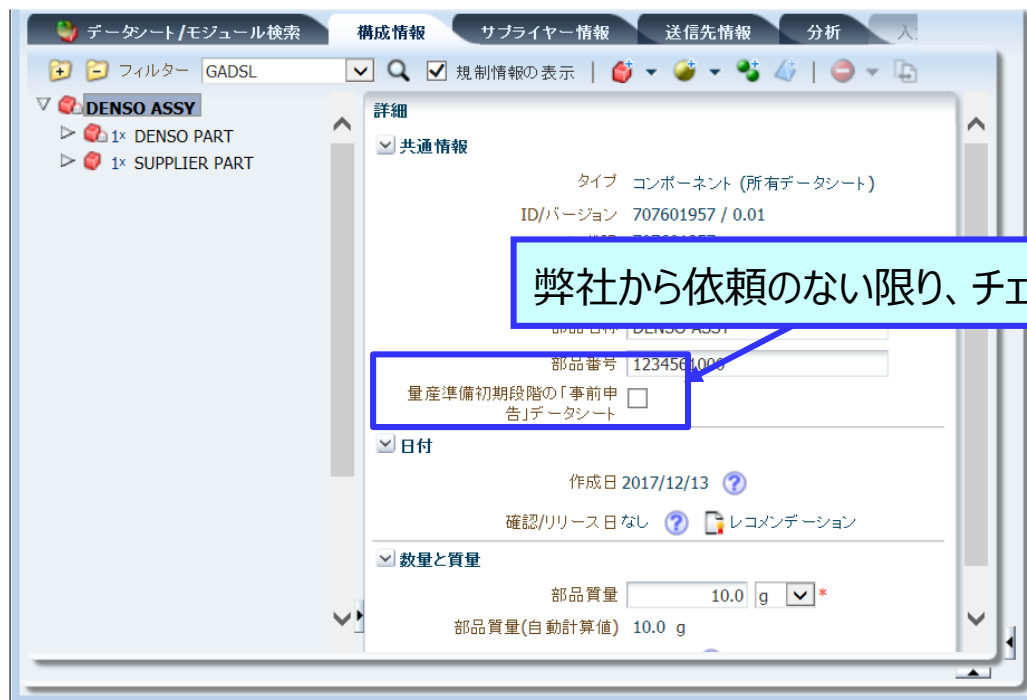 データシート/モジュール検索 構成情報 サプライヤー情報 送信先情報 分析 入
フィルター GADSL 規制情報の表示
DENSO ASSY
1x DENSO PART
1x SUPPLIER PART
詳細
共通情報
タイプ コンポーネント (所有データシート)
ID/バージョン 707601957 / 0.01
弊社から依頼のない限り、チェ
部品名称 DENSO ASSY
部品番号 1234561000
量産準備初期段階の「事前申
告」データシート
日付
作成日 2017/12/13
確認/リリース日 なし レコメンデーション
数量と質量
部品質量 10.0 g *
部品質量(自動計算値) 10.0 g